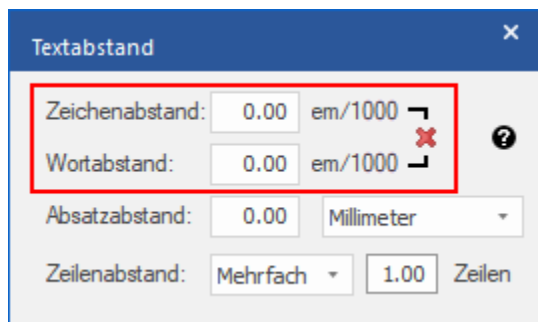 Textabstand
Zeichenabstand: 0.00 em/1000
Wortabstand: 0.00 em/1000
Absatzabstand: 0.00 Millimeter
Zeilenabstand: Mehrfach 1.00 Zeilen